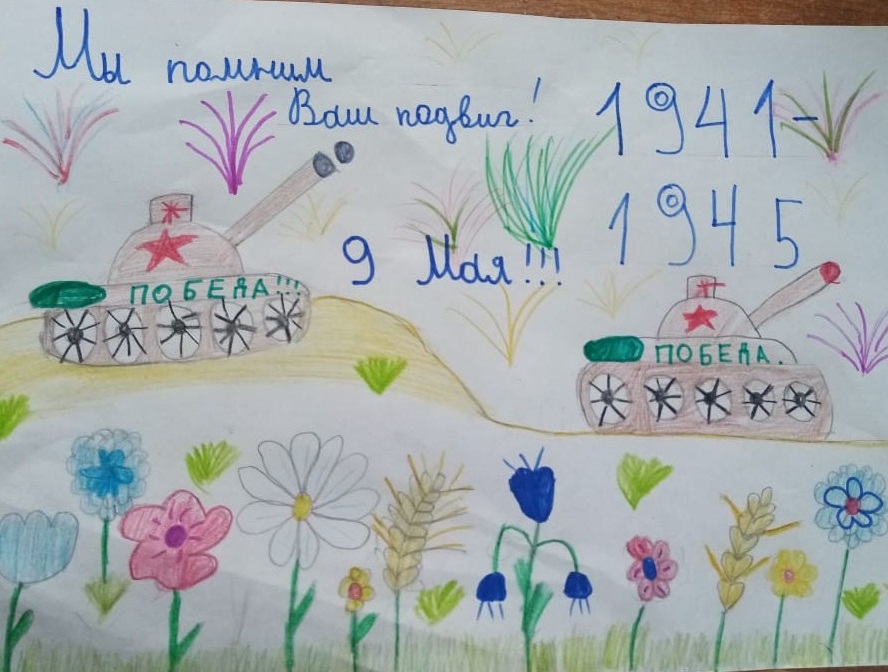 Мы помним
Ваш подвиг!
1941-
1945
9 Мая!!!
ПОБЕДА!!!
ПОБЕДА.